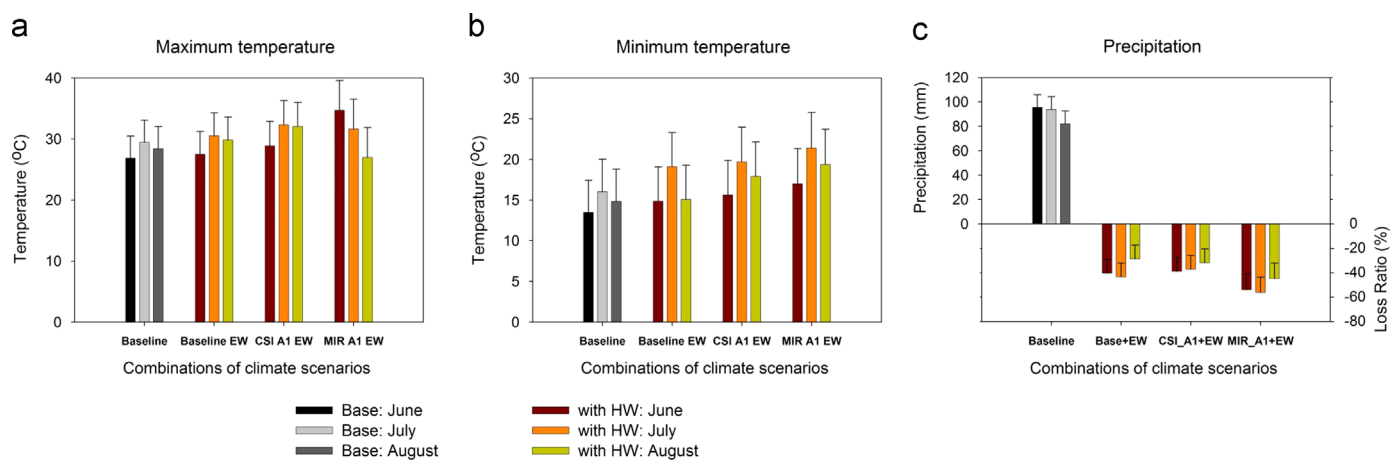 a
Maximum temperature
40
30
20
10
0
Temperature (ºC)
Baseline
Baseline EW
CSI A1 EW
MIR A1 EW
Combinations of climate scenarios
b
Minimum temperature
30
25
20
15
10
5
0
Temperature (ºC)
Baseline
Baseline EW
CSI A1 EW
MIR A1 EW
Combinations of climate scenarios
c
Precipitation
120
100
80
60
40
20
0
Precipitation (mm)
0
-20
-40
-60
-80
Loss Ratio (%)
Baseline
Base+EW
CSI_A1+EW
MIR_A1+EW
Combinations of climate scenarios
Base: June
Base: July
Base: August
with HW: June
with HW: July
with HW: August